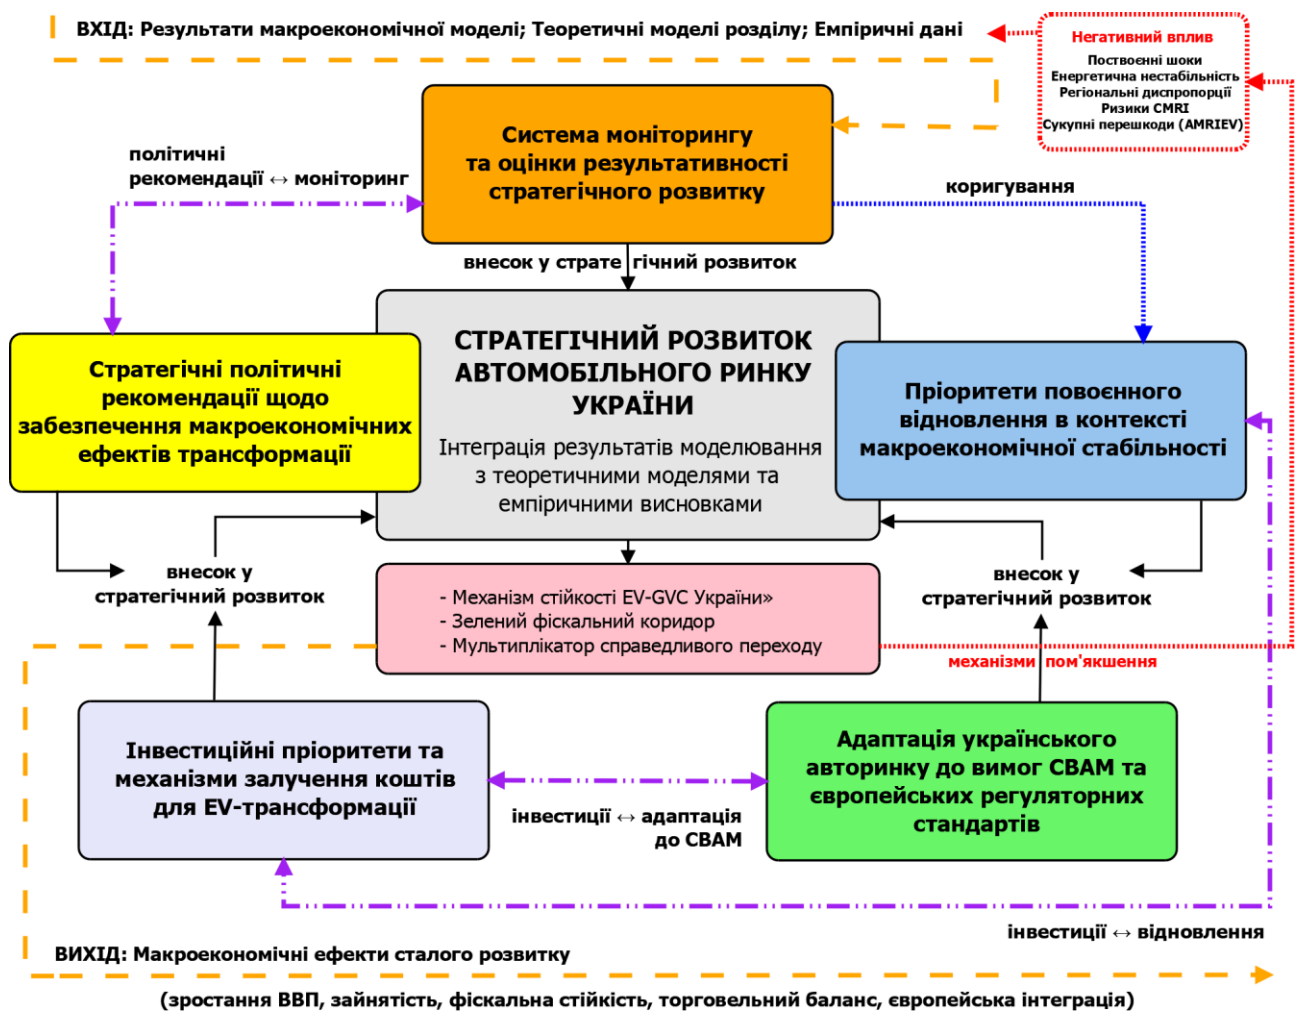 ВХІД: Результати макроекономічної моделі; Теоретичні моделі розділу; Емпіричні дані
Негативний вплив
Поствоєнні шоки
Енергетична нестабільність
Регіональні диспропорції
Ризики CMRI
Сукупні перешкоди (AMRIEV)
Система моніторингу
та оцінки результативності
стратегічного розвитку
політичні
рекомендації ↔ моніторинг
коригування
внесок у страте гічний розвиток
СТРАТЕГІЧНИЙ РОЗВИТОК
АВТОМОБІЛЬНОГО РИНКУ
УКРАЇНИ
Інтеграція результатів моделювання
з теоретичними моделями та
емпіричними висновками
Стратегічні політичні
рекомендації щодо
забезпечення макроекономічних
ефектів трансформації
Пріоритети повоєнного
відновлення в контексті
макроекономічної стабільності
внесок у
стратегічний розвиток
внесок у
стратегічний розвиток
- Механізм стійкості EV-GVC України»
- Зелений фіскальний коридор
- Мультиплікатор справедливого переходу
механізми пом'якшення
Інвестиційні пріоритети та
механізми залучення коштів
для EV-трансформації
інвестиції ↔ адаптація
до СВАМ
Адаптація українського
авторинку до вимог СВАМ та
європейських регуляторних
стандартів
інвестиції ↔ відновлення
ВИХІД: Макроекономічні ефекти сталого розвитку
(зростання ВВП, зайнятість, фіскальна стійкість, торговельний баланс, європейська інтеграція)